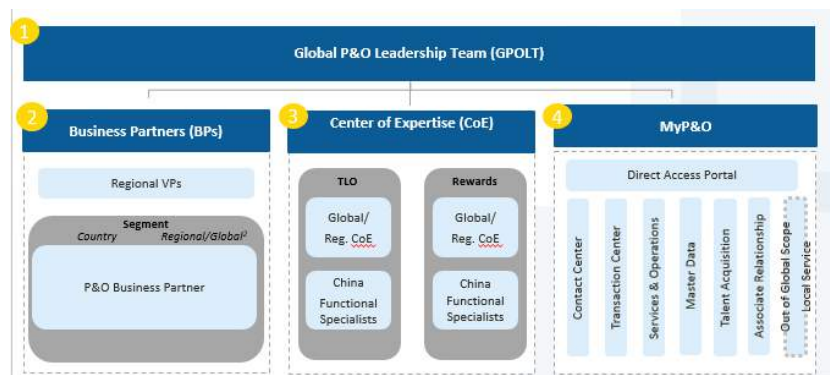 1
Global P&O Leadership Team (GPOLT)
2
Business Partners (BPs)
Regional VPs
Segment
Country Regional/Global²
P&O Business Partner
3
Center of Expertise (CoE)
TLO
Global/
Reg. CoE
China
Functional
Specialists
Rewards
Global/
Reg. CoE
China
Functional
Specialists
4
MyP&O
Direct Access Portal
Contact Center
Transaction Center
Services & Operations
Master Data
Talent Acquisition
Associate Relationship
Out of Global Scope
Local Service